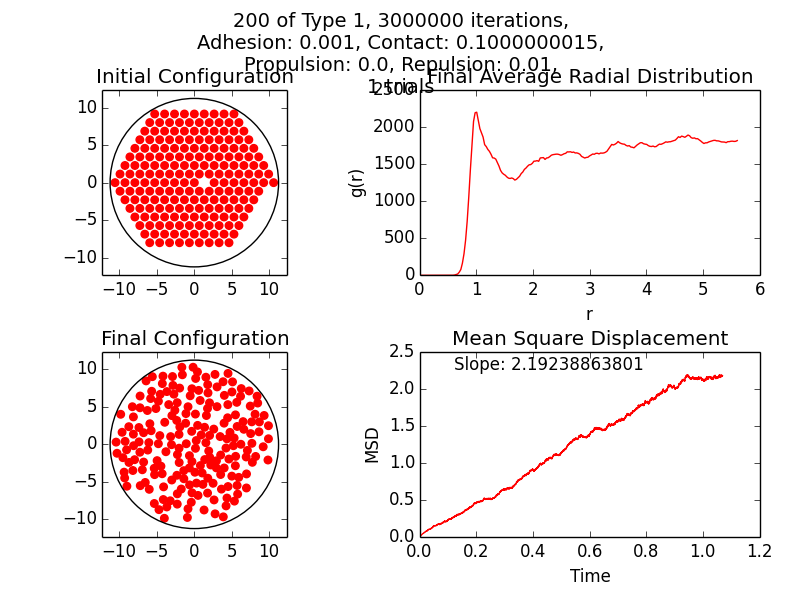 200 of Type 1, 3000000 iterations,
Adhesion: 0.001, Contact: 0.1000000015,
Propulsion: 0.0, Repulsion: 0.01,
1 trials
Initial Configuration
10
5
0
−5
−10
−10 −5 0 5 10
Final Average Radial Distribution
2500
2000
1500
1000
500
0
g(r)
0 1 2 3 4 5 6
r
Final Configuration
10
5
0
−5
−10
−10 −5 0 5 10
Mean Square Displacement
Slope: 2.19238863801
2.5
2.0
1.5
1.0
0.5
0.0
MSD
0.0 0.2 0.4 0.6 0.8 1.0 1.2
Time